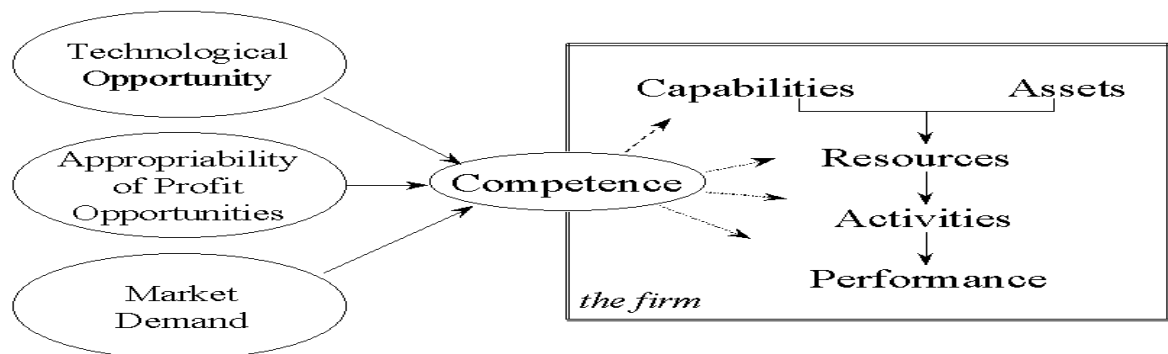 Technological
Opportunity
Appropriability
of Profit
Opportunities
Market
Demand
Competence
Capabilities
Assets
Resources
Activities
Performance
the firm